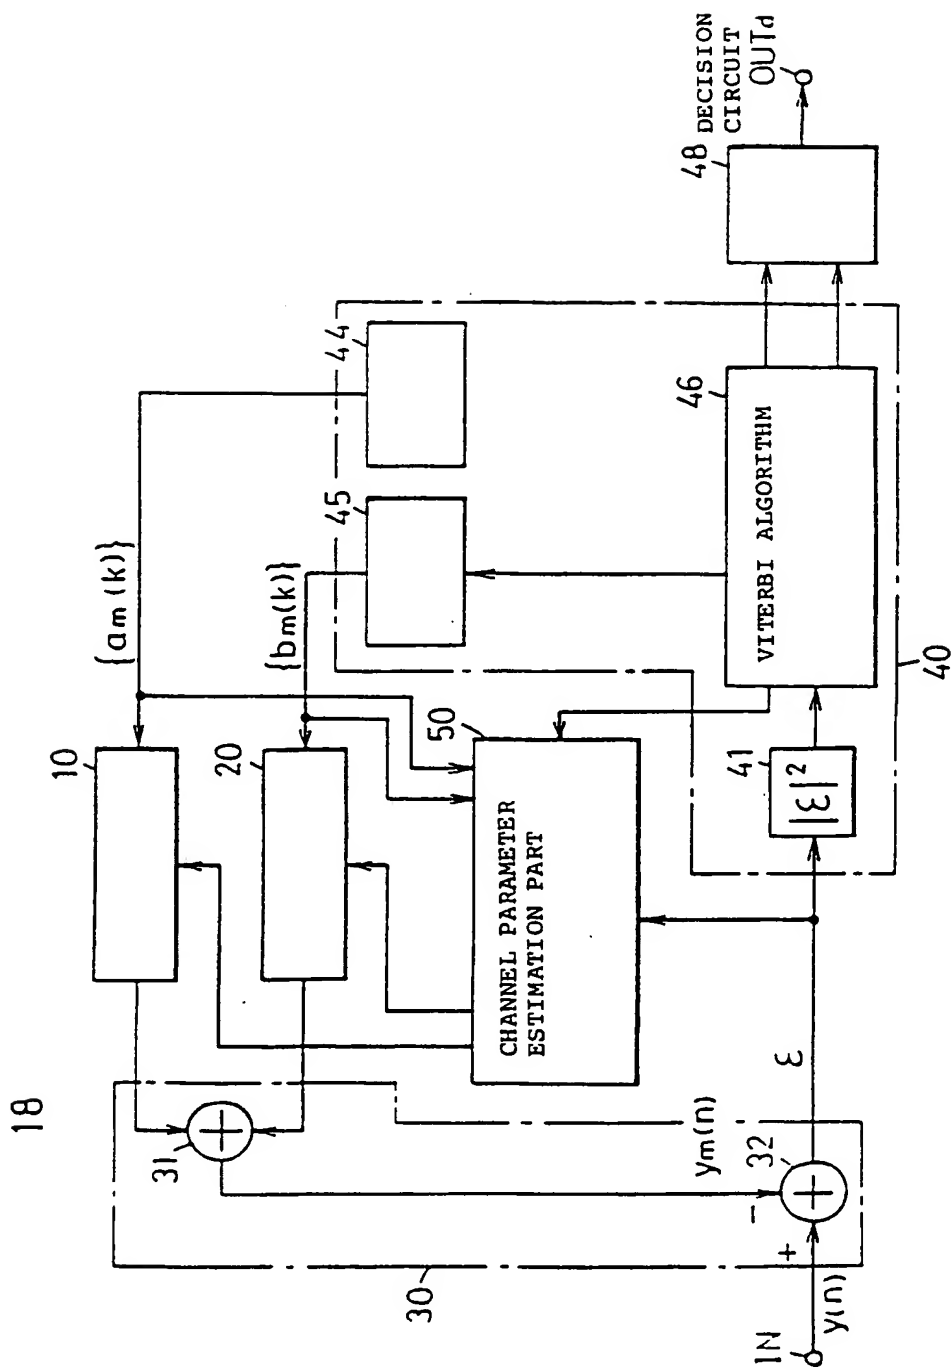 18
10
{am(k)}
20
{bm(k)}
44
45
50
CHANNEL PARAMETER
ESTIMATION PART
31
30
ym(n)
32
-
+
IN
y(n)
ε
41
|ε|²
46
VITERBI ALGORITHM
40
48
DECISION
CIRCUIT
OUTd